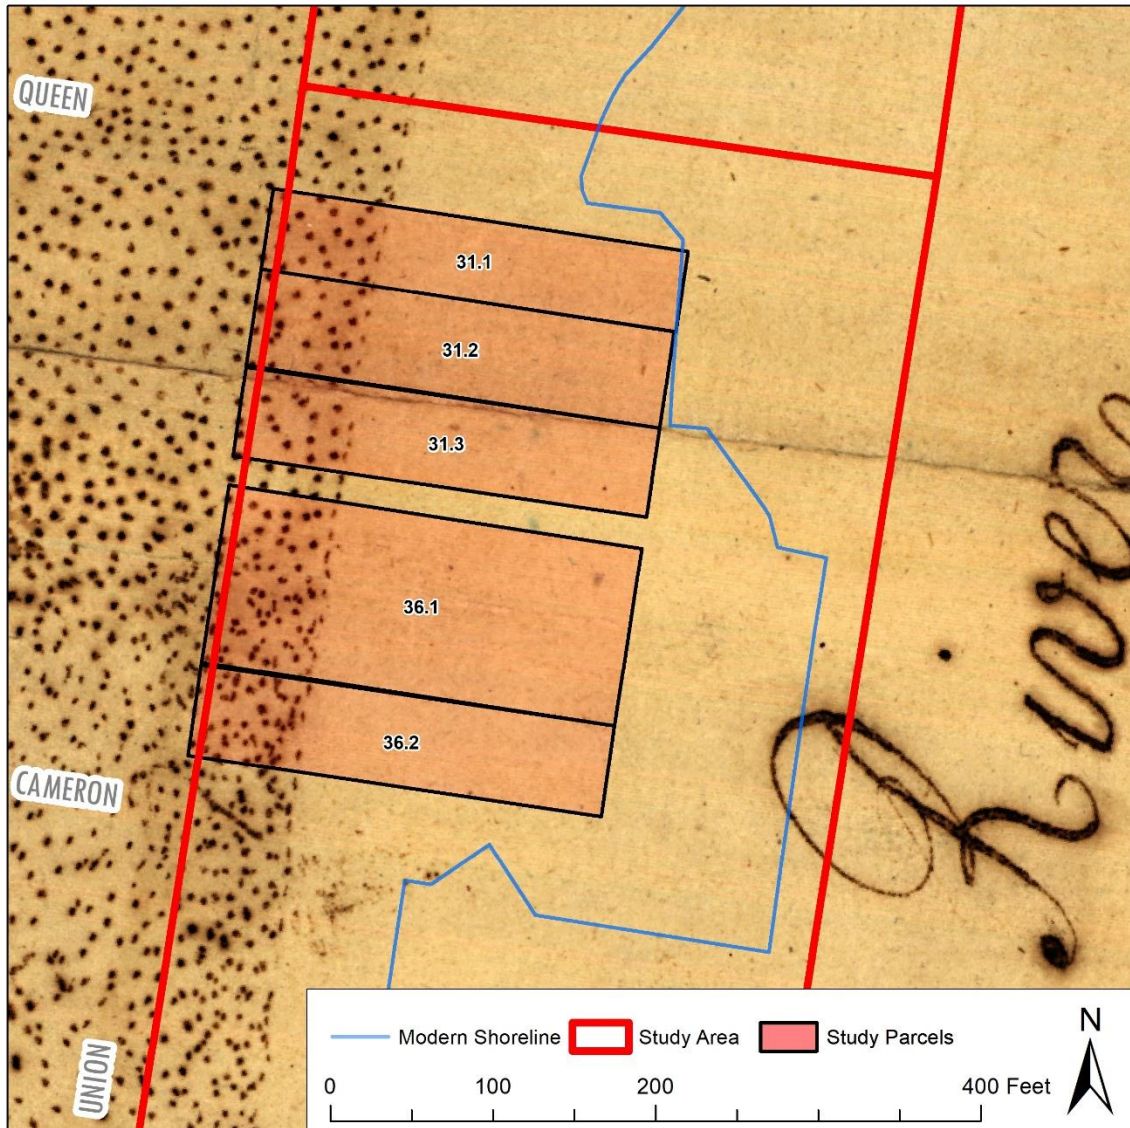 QUEEN
31.1
31.2
31.3
36.1
36.2
CAMERON
UNION
River
Modern Shoreline
Study Area
Study Parcels
N
0
100
200
400 Feet